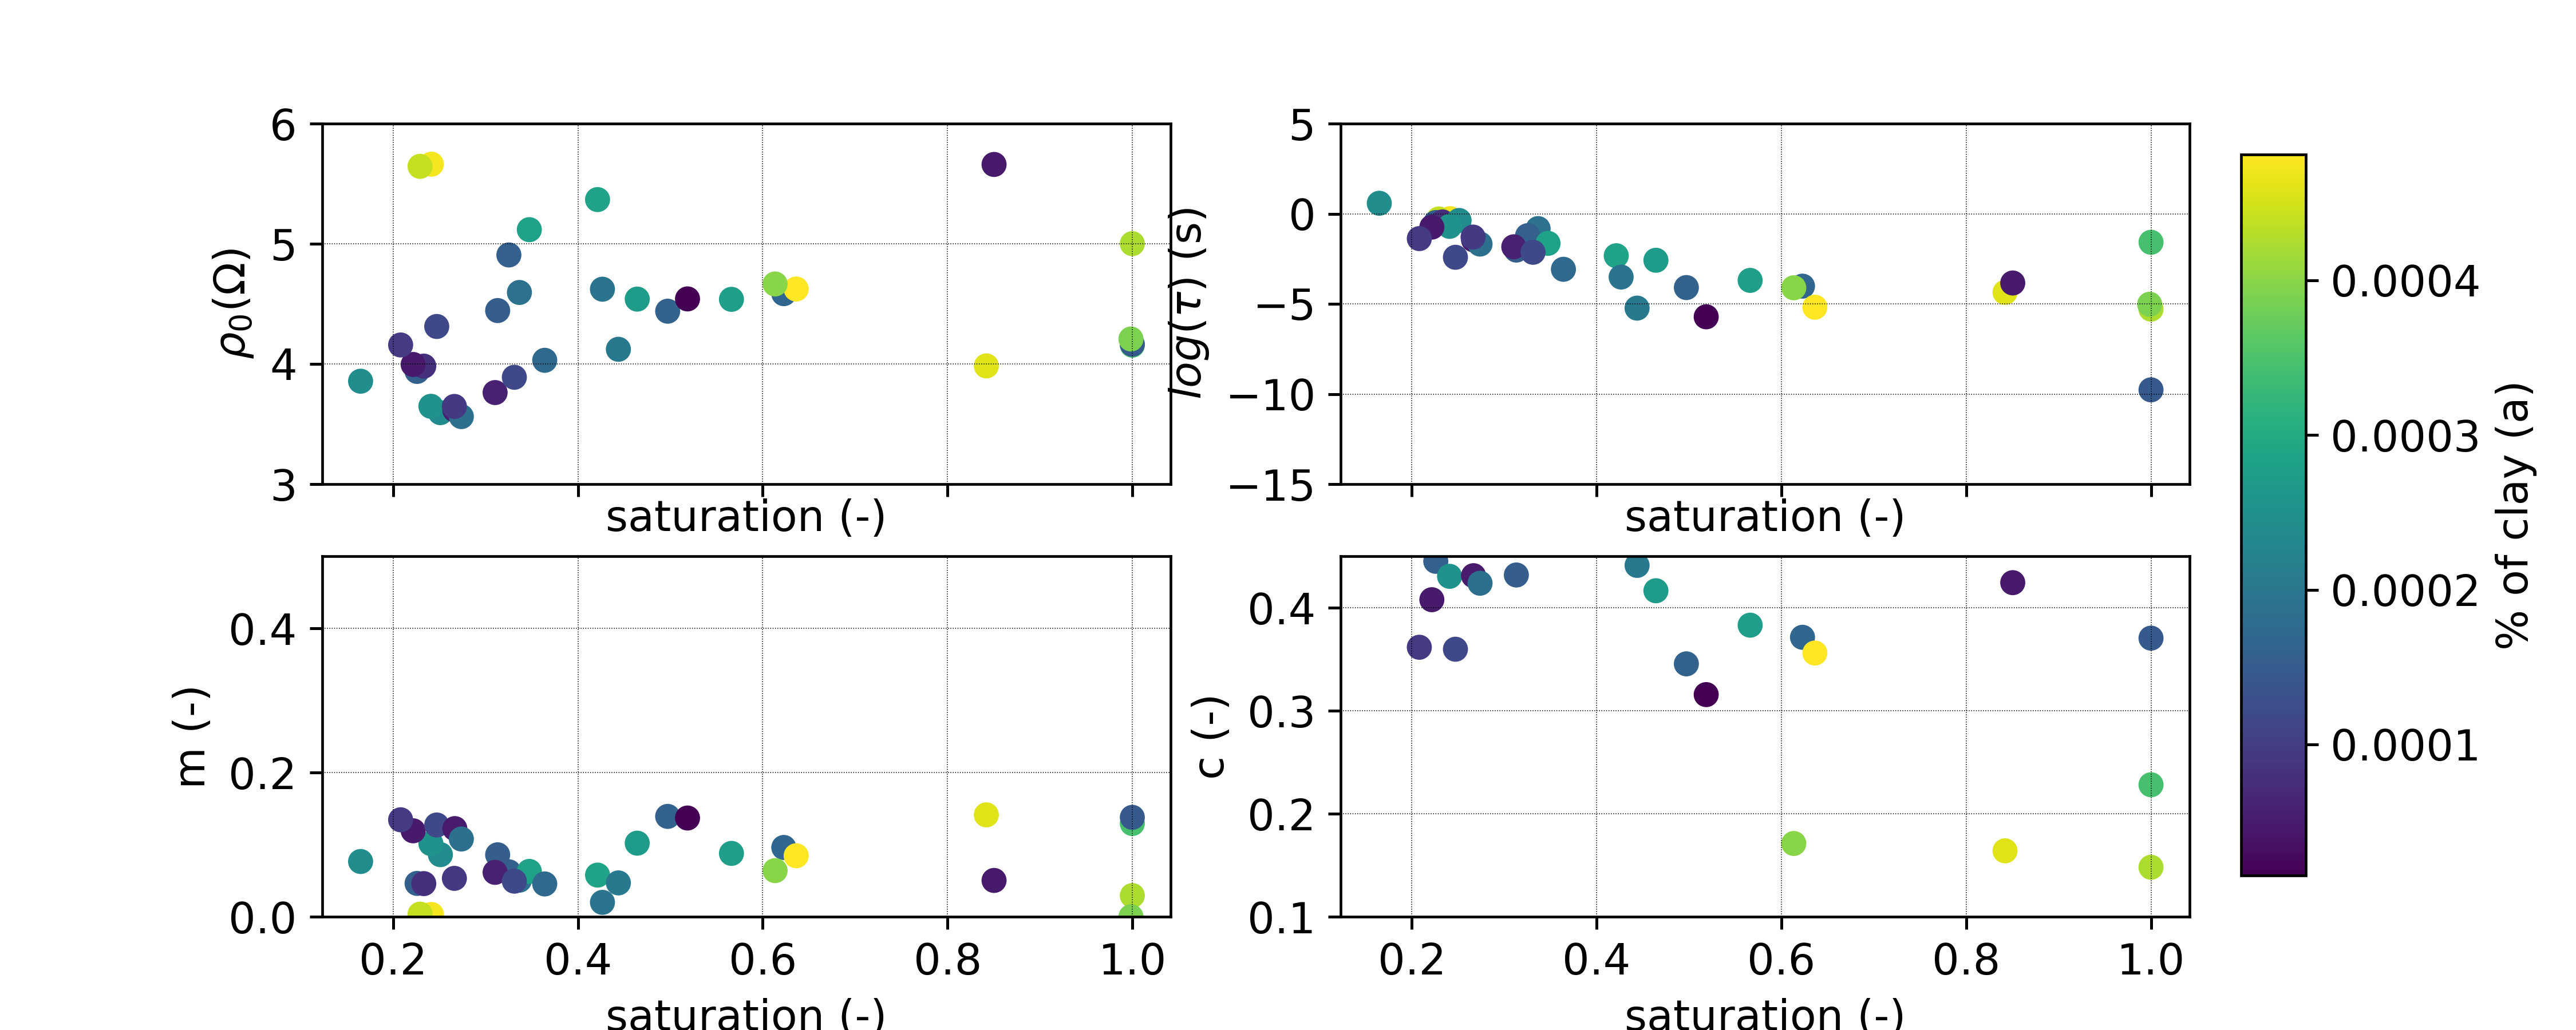 6
5
4
3
ρ₀(Ω)
saturation (-)
5
0
−5
−10
−15
log(τ) (s)
saturation (-)
0.4
0.2
0.0
m (-)
0.2 0.4 0.6 0.8 1.0
saturation (-)
0.4
0.3
0.2
0.1
c (-)
0.2 0.4 0.6 0.8 1.0
saturation (-)
0.0004
0.0003
0.0002
0.0001
% of clay (a)